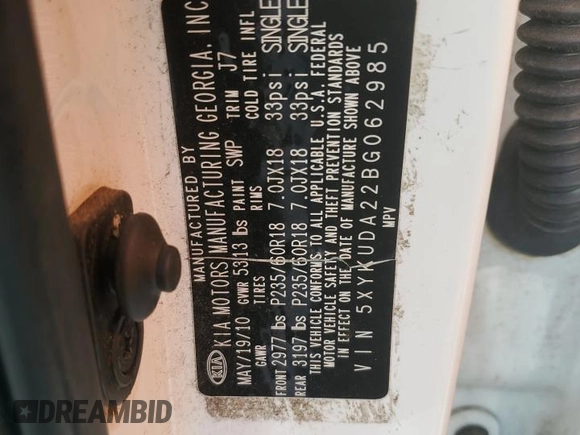 MANUFACTURED BY
KIA KIA MOTORS MANUFACTURING GEORGIA, INC
MAY/19/10 GVWR 5313 lbs PAINT SWP TRIM J7
GAWR TIRES RIMS COLD TIRE INFL
FRONT 2977 lbs P235/60R18 7.0JX18 33psi SINGLE
REAR 3197 lbs P235/60R18 7.0JX18 33psi SINGLE
THIS VEHICLE CONFORMS TO ALL APPLICABLE U.S.A. FEDERAL
MOTOR VEHICLE SAFETY AND THEFT PREVENTION STANDARDS
IN EFFECT ON THE DATE OF MANUFACTURE SHOWN ABOVE
VIN 5XYKUDA22BG062985
MPV
DREAMBID